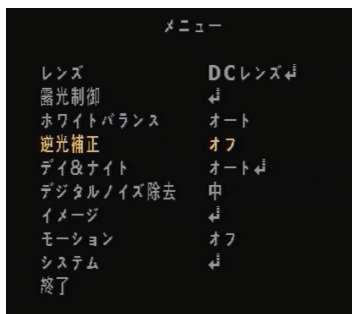 メニュー
レンズ DCレンズ↲
露光制御 ↲
ホワイトバランス オート
逆光補正 オフ
デイ&ナイト オート↲
デジタルノイズ除去 中
イメージ ↲
モーション オフ
システム ↲
終了